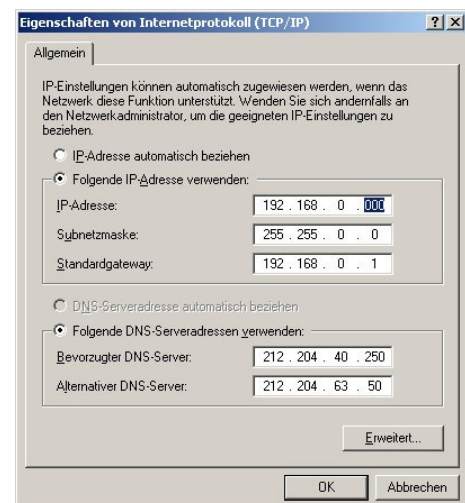 Eigenschaften von Internetprotokoll (TCP/IP)
Allgemein
IP-Einstellungen können automatisch zugewiesen werden, wenn das
Netzwerk diese Funktion unterstützt. Wenden Sie sich andernfalls an
den Netzwerkadministrator, um die geeigneten IP-Einstellungen zu
beziehen.
IP-Adresse automatisch beziehen
Folgende IP-Adresse verwenden:
IP-Adresse: 192 . 168 . 0 . 000
Subnetzmaske: 255 . 255 . 0 . 0
Standardgateway: 192 . 168 . 0 . 1
DNS-Serveradresse automatisch beziehen
Folgende DNS-Serveradressen verwenden:
Bevorzugter DNS-Server: 212 . 204 . 40 . 250
Alternativer DNS-Server: 212 . 204 . 63 . 50
Erweitert...
OK Abbrechen